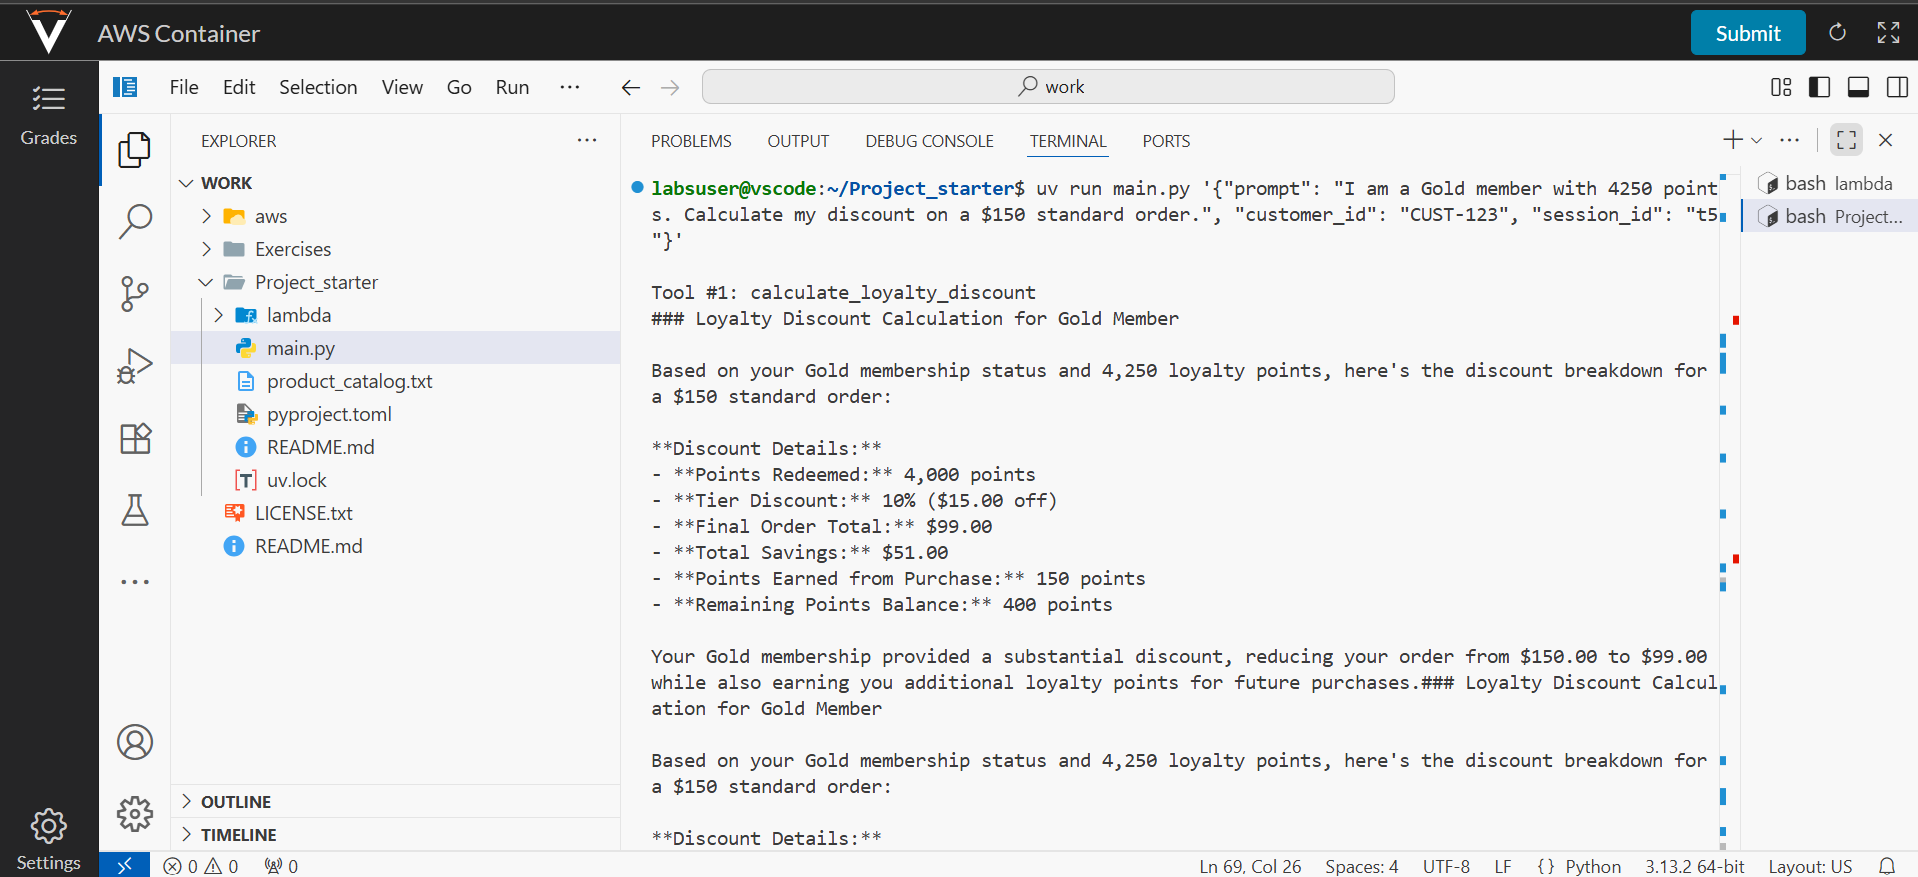 AWS Container
Submit
Grades
Settings
File Edit Selection View Go Run ···
work
EXPLORER
WORK
aws
Exercises
Project_starter
lambda
main.py
product_catalog.txt
pyproject.toml
README.md
uv.lock
LICENSE.txt
README.md
OUTLINE
TIMELINE
PROBLEMS OUTPUT DEBUG CONSOLE TERMINAL PORTS
labsuser@vscode:~/Project_starter$ uv run main.py '{"prompt": "I am a Gold member with 4250 point
s. Calculate my discount on a $150 standard order.", "customer_id": "CUST-123", "session_id": "t5
"}'
Tool #1: calculate_loyalty_discount
### Loyalty Discount Calculation for Gold Member
Based on your Gold membership status and 4,250 loyalty points, here's the discount breakdown for
a $150 standard order:
**Discount Details:**
- **Points Redeemed:** 4,000 points
- **Tier Discount:** 10% ($15.00 off)
- **Final Order Total:** $99.00
- **Total Savings:** $51.00
- **Points Earned from Purchase:** 150 points
- **Remaining Points Balance:** 400 points
Your Gold membership provided a substantial discount, reducing your order from $150.00 to $99.00
while also earning you additional loyalty points for future purchases.### Loyalty Discount Calcul
ation for Gold Member
Based on your Gold membership status and 4,250 loyalty points, here's the discount breakdown for
a $150 standard order:
**Discount Details:**
bash lambda
bash Project...
0 0 0
Ln 69, Col 26 Spaces: 4 UTF-8 LF {} Python 3.13.2 64-bit Layout: US